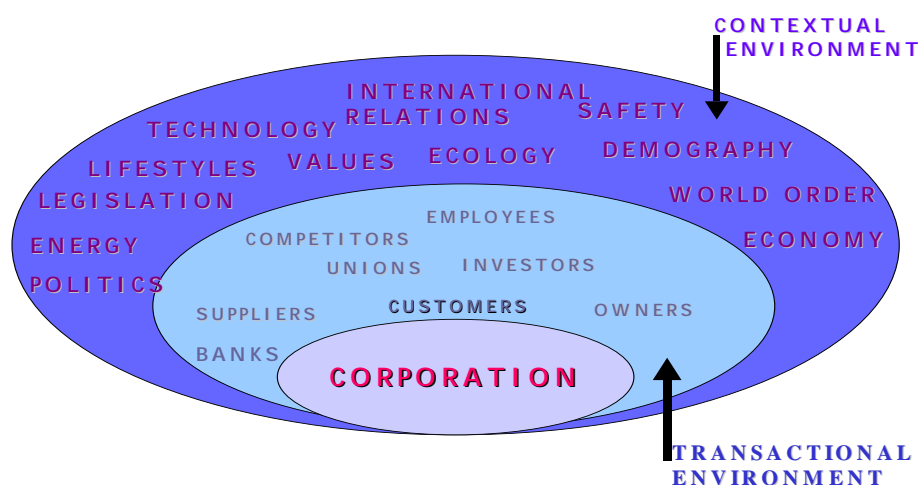 CONTEXTUAL
ENVIRONMENT
INTERNATIONAL
RELATIONS
SAFETY
TECHNOLOGY
LIFESTYLES
VALUES
ECOLOGY
DEMOGRAPHY
LEGISLATION
WORLD ORDER
ENERGY
ECONOMY
POLITICS
EMPLOYEES
COMPETITORS
UNIONS
INVESTORS
SUPPLIERS
CUSTOMERS
OWNERS
BANKS
CORPORATION
TRANSACTIONAL
ENVIRONMENT